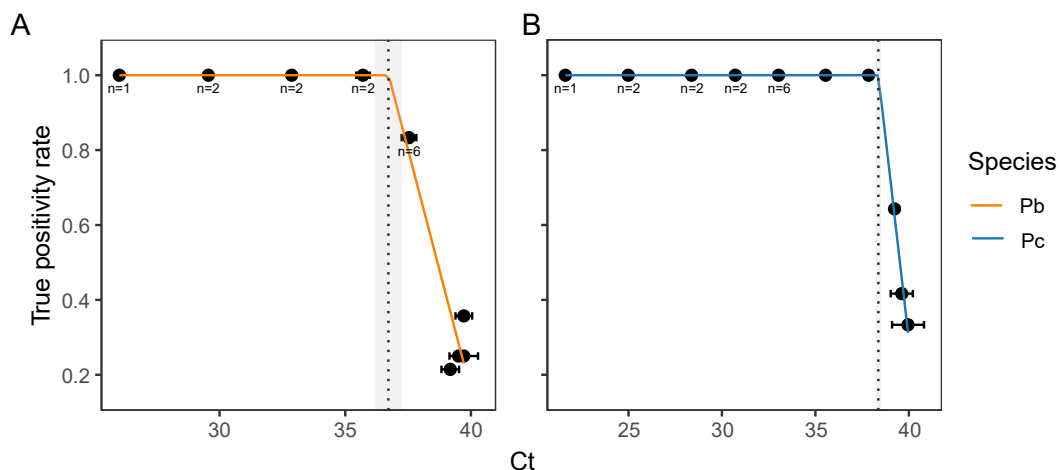 A
B
True positivity rate
1.0
0.8
0.6
0.4
0.2
n=1
n=2
n=2
n=2
n=6
30
35
40
n=1
n=2
n=2
n=2
n=6
25
30
35
40
Ct
Species
Pb
Pc